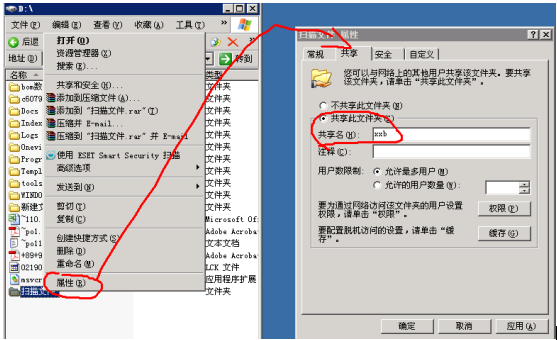 D:\
文件(F) 编辑(E) 查看(V) 收藏(A) 工具(T) »
后退
地址(D) 转到
名称 类型
打开(O)
资源管理器(X)
搜索(E)...
共享和安全(H)...
添加到压缩文件(A)...
添加到 "扫描文件.rar"(T)
压缩并 E-mail...
压缩到 "扫描文件.rar" 并 E-mail
使用 ESET Smart Security 扫描
高级选项
发送到(N)
剪切(T)
复制(C)
创建快捷方式(S)
删除(D)
重命名(M)
属性(R)
bom数
c5079
Docs
Index
Logs
Onevi
Progr
Templ
tools
WINDO
新建文
~110.
~pol.
~pol1
+89*9
02190
msvcr
扫描文件
文件夹
文件夹
文件夹
文件夹
文件夹
文件夹
文件夹
文件夹
文件夹
文件夹
文件夹
Microsoft Of:
Adobe Acroba
文本文档
Adobe Acroba
LCK 文件
应用程序扩展
文件夹
扫描文件 属性
常规 共享 安全 自定义
您可以与网络上的其他用户共享该文件夹。要共享
该文件夹，请单击“共享此文件夹”。
不共享此文件夹(N)
共享此文件夹(S)
共享名(H): xxb
注释(C):
用户数限制: 允许最多用户(M)
允许的用户数量(W):
要为通过网络访问该文件夹的用户设置
权限，请单击“权限”。
权限(P)
要配置脱机访问的设置，请单击“缓
存”。
缓存(G)
确定 取消 应用(A)